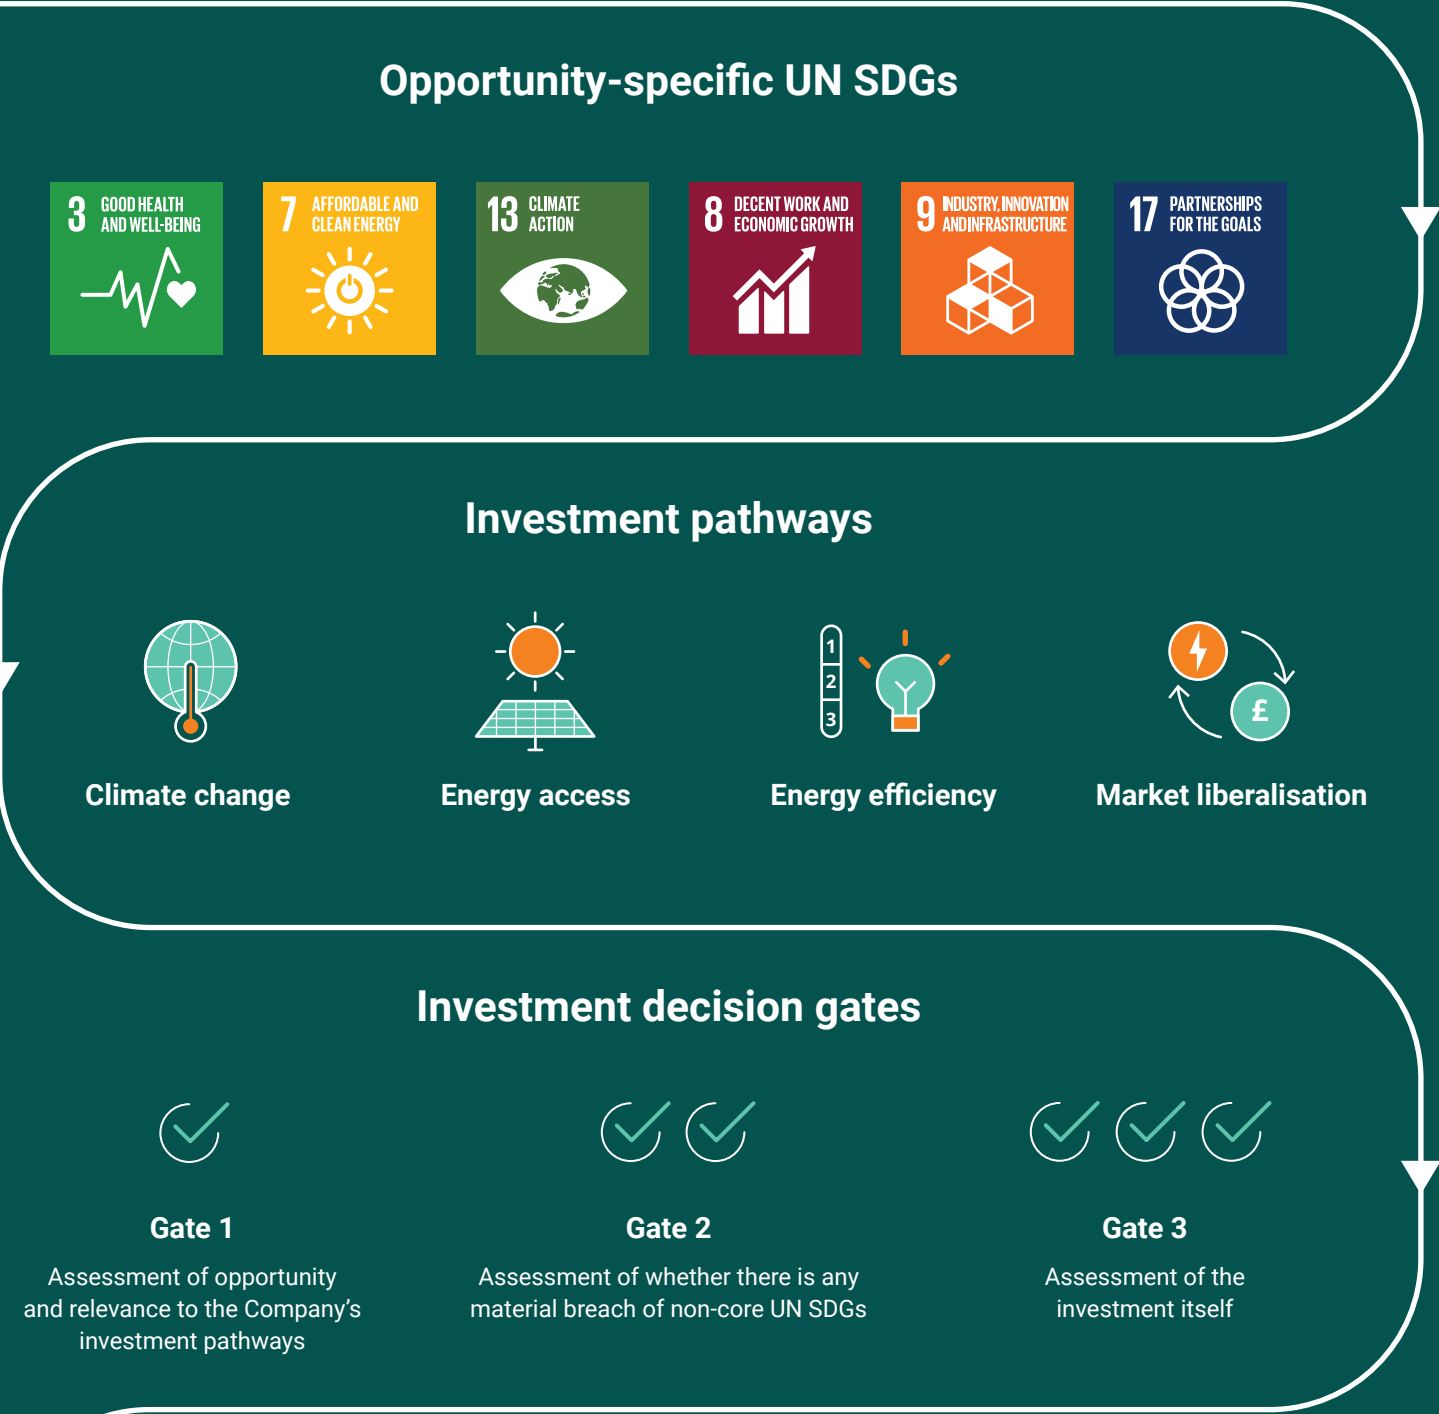 Opportunity-specific UN SDGs
3 GOOD HEALTH
AND WELL-BEING
7 AFFORDABLE AND
CLEAN ENERGY
13 CLIMATE
ACTION
8 DECENT WORK AND
ECONOMIC GROWTH
9 INDUSTRY, INNOVATION
AND INFRASTRUCTURE
17 PARTNERSHIPS
FOR THE GOALS
Investment pathways
1
2
3
£
Climate change
Energy access
Energy efficiency
Market liberalisation
Investment decision gates
Gate 1
Assessment of opportunity
and relevance to the Company’s
investment pathways
Gate 2
Assessment of whether there is any
material breach of non-core UN SDGs
Gate 3
Assessment of the
investment itself